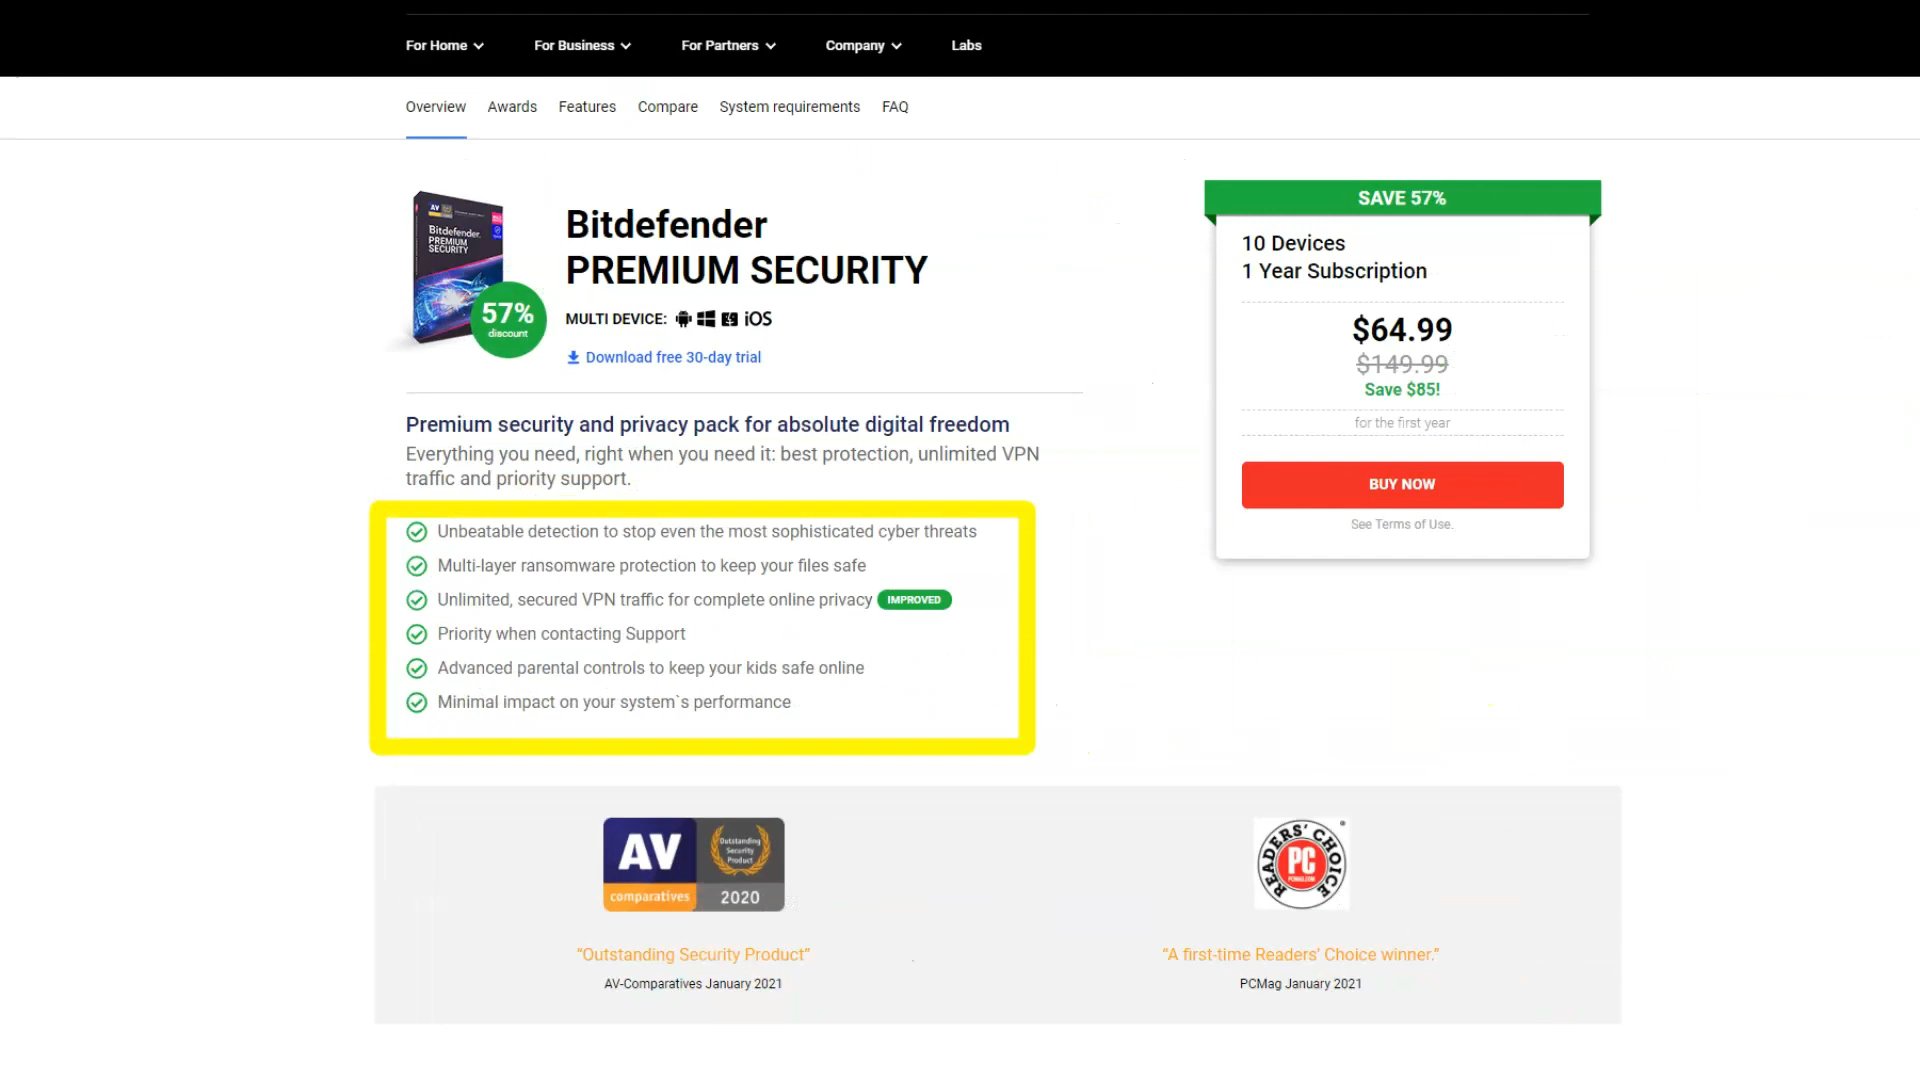 For Home For Business For Partners Company Labs
Overview Awards Features Compare System requirements FAQ
AV
Bitdefender
PREMIUM
SECURITY
57%
discount
Bitdefender
PREMIUM SECURITY
MULTI DEVICE: iOS
Download free 30-day trial
SAVE 57%
10 Devices
1 Year Subscription
$64.99
$149.99
Save $85!
for the first year
BUY NOW
See Terms of Use.
Premium security and privacy pack for absolute digital freedom
Everything you need, right when you need it: best protection, unlimited VPN
traffic and priority support.
Unbeatable detection to stop even the most sophisticated cyber threats
Multi-layer ransomware protection to keep your files safe
Unlimited, secured VPN traffic for complete online privacy IMPROVED
Priority when contacting Support
Advanced parental controls to keep your kids safe online
Minimal impact on your system`s performance
AV
comparatives
Outstanding
Security
Product
2020
“Outstanding Security Product”
AV-Comparatives January 2021
READERS' CHOICE
PC
PCMAG.COM
“A first-time Readers’ Choice winner.”
PCMag January 2021